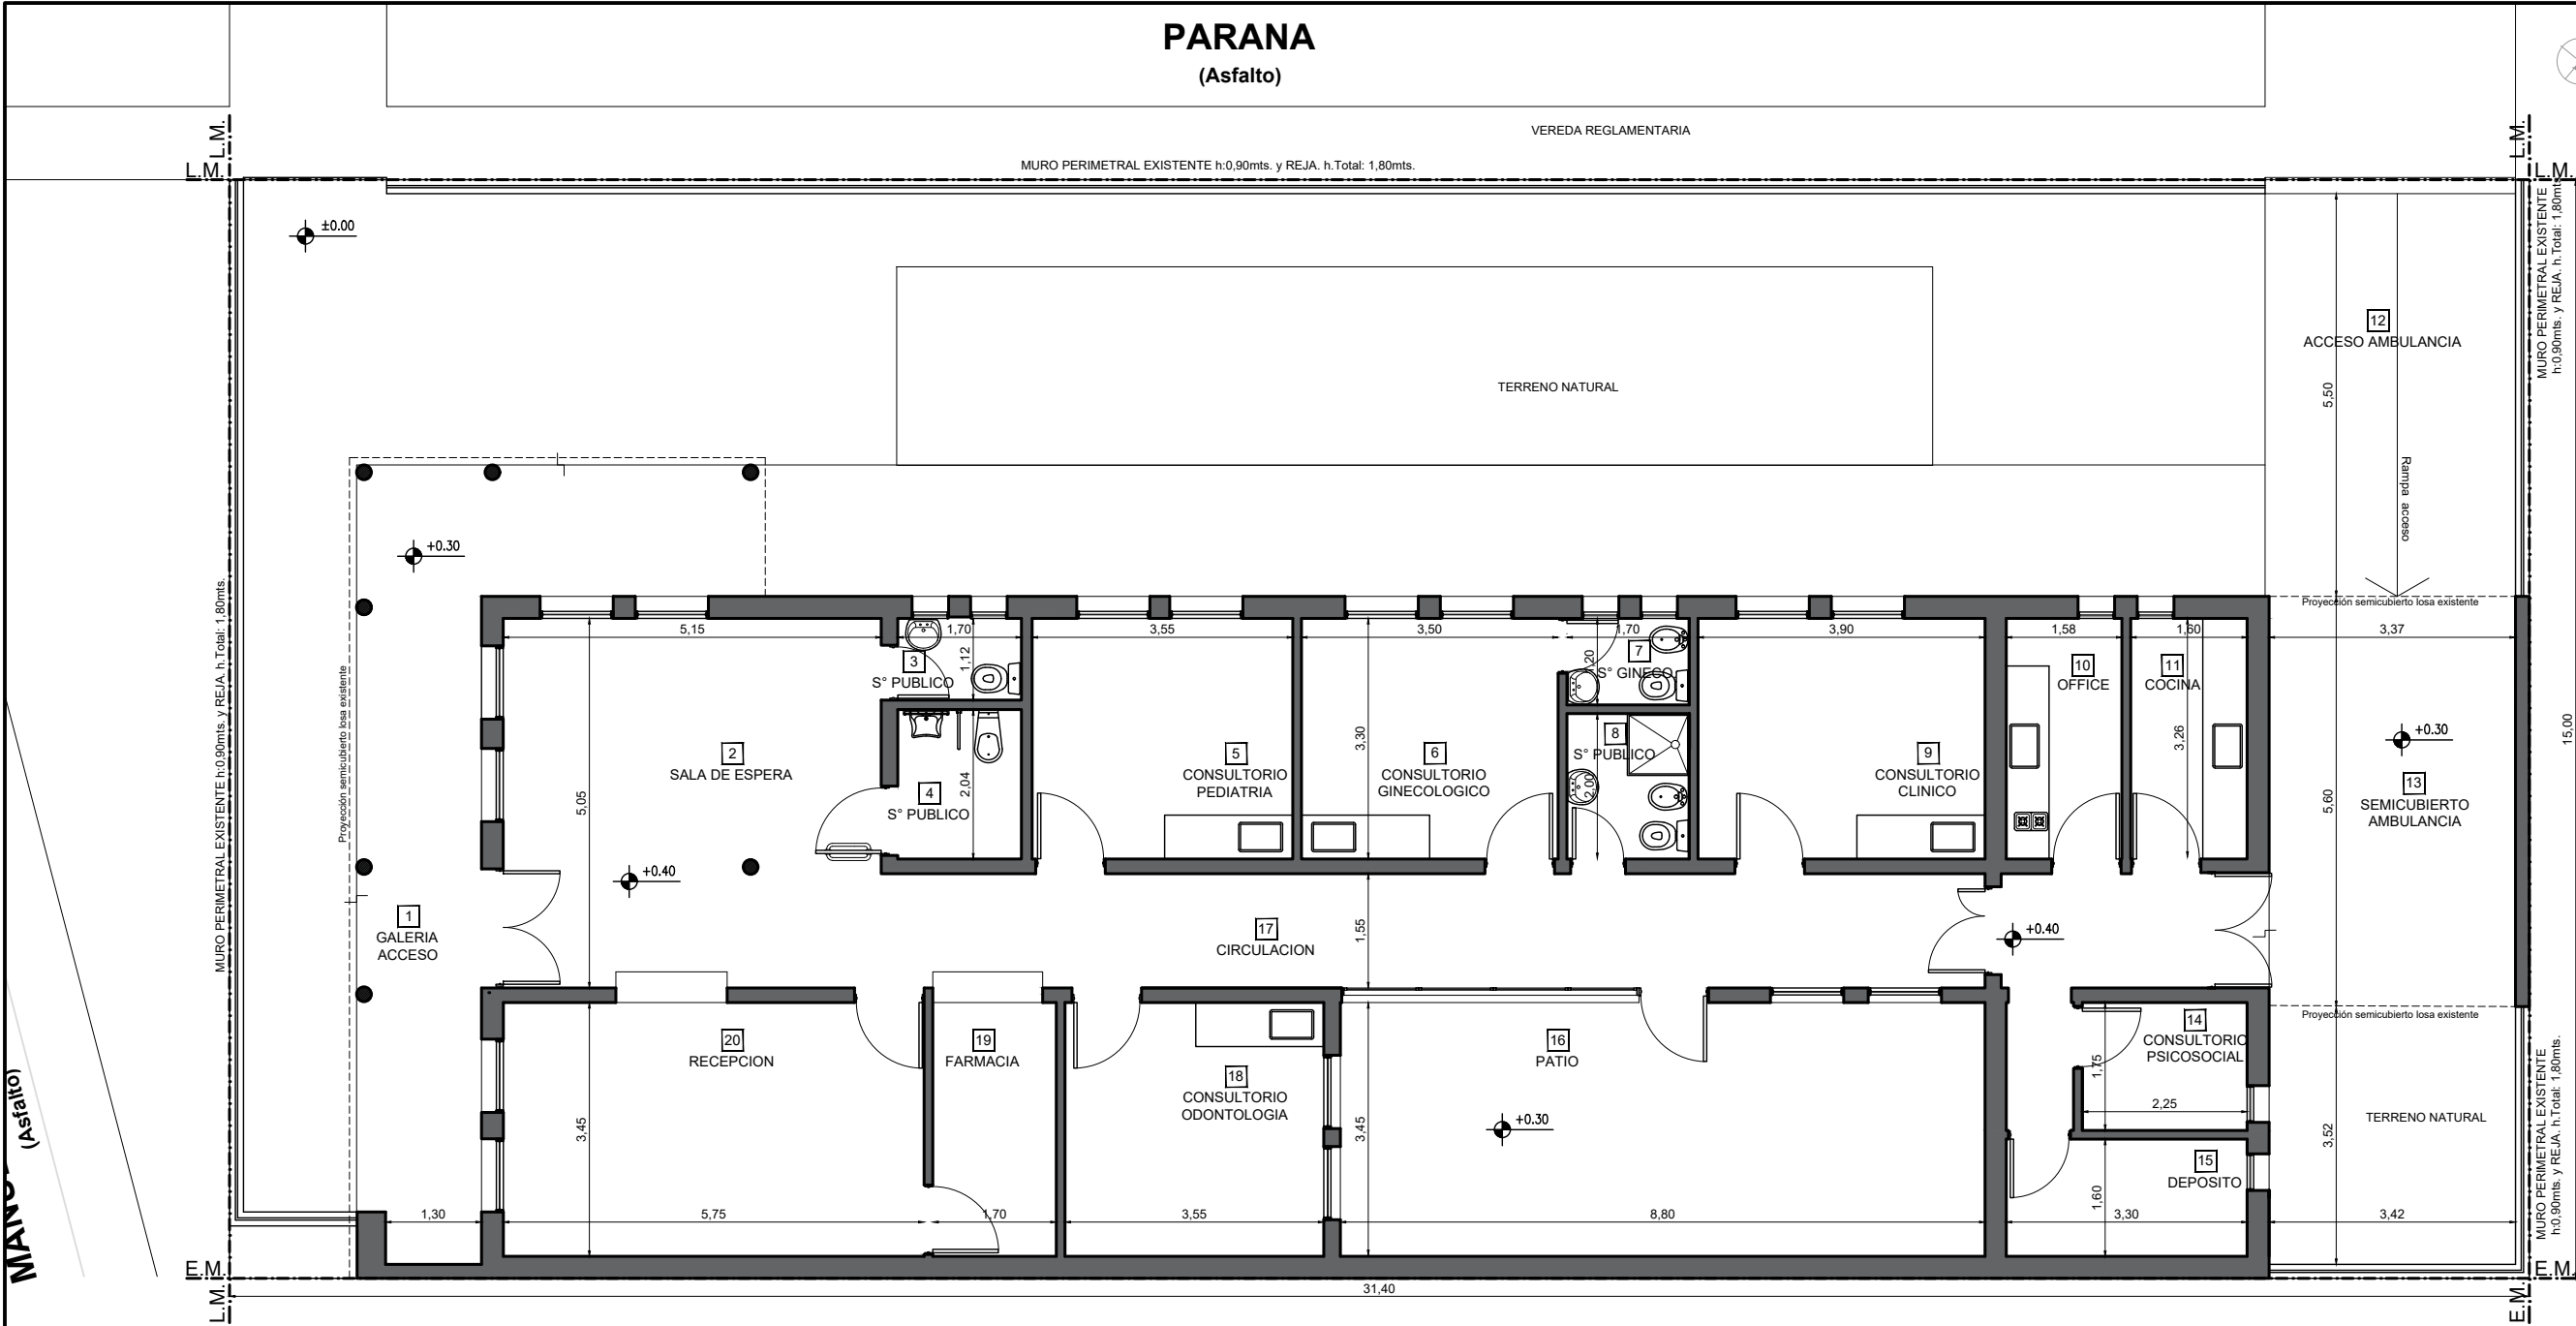 PARANA
(Asfalto)
VEREDA REGLAMENTARIA
MURO PERIMETRAL EXISTENTE h:0,90mts. y REJA. h.Total: 1,80mts.
L.M.
L.M.
L.M.
L.M.
±0.00
MURO PERIMETRAL EXISTENTE
h:0,90mts. y REJA. h.Total: 1,80mts
12
ACCESO AMBULANCIA
5,50
Rampa acceso
TERRENO NATURAL
+0.30
MURO PERIMETRAL EXISTENTE h:0,90mts. y REJA. h.Total: 1,80mts.
Proyección semicubierto losa existente
Proyección semicubierto losa existente
5,15
1,70
3,55
3,50
1,70
3,90
1,58
1,60
3,37
3
S° PUBLICO
1,12
7
S° GINECO.
,20
10
OFFICE
11
COCINA
3,26
2
SALA DE ESPERA
5,05
4
S° PUBLICO
2,04
5
CONSULTORIO
PEDIATRIA
6
CONSULTORIO
GINECOLOGICO
3,30
8
S° PUBLICO
2,00
9
CONSULTORIO
CLINICO
+0.30
13
SEMICUBIERTO
AMBULANCIA
5,60
15,00
+0.40
1
GALERIA
ACCESO
17
CIRCULACION
1,55
+0.40
Proyección semicubierto losa existente
20
RECEPCION
3,45
19
FARMACIA
18
CONSULTORIO
ODONTOLOGIA
16
PATIO
3,45
+0.30
14
CONSULTORIO
PSICOSOCIAL
1,75
2,25
15
DEPOSITO
1,60
TERRENO NATURAL
3,52
MURO PERIMETRAL EXISTENTE
h:0,90mts. y REJA. h.Total: 1,80mts.
1,30
5,75
1,70
3,55
8,80
3,30
3,42
(Asfalto)
E.M.
L.M.
31,40
E.M.
E.M.